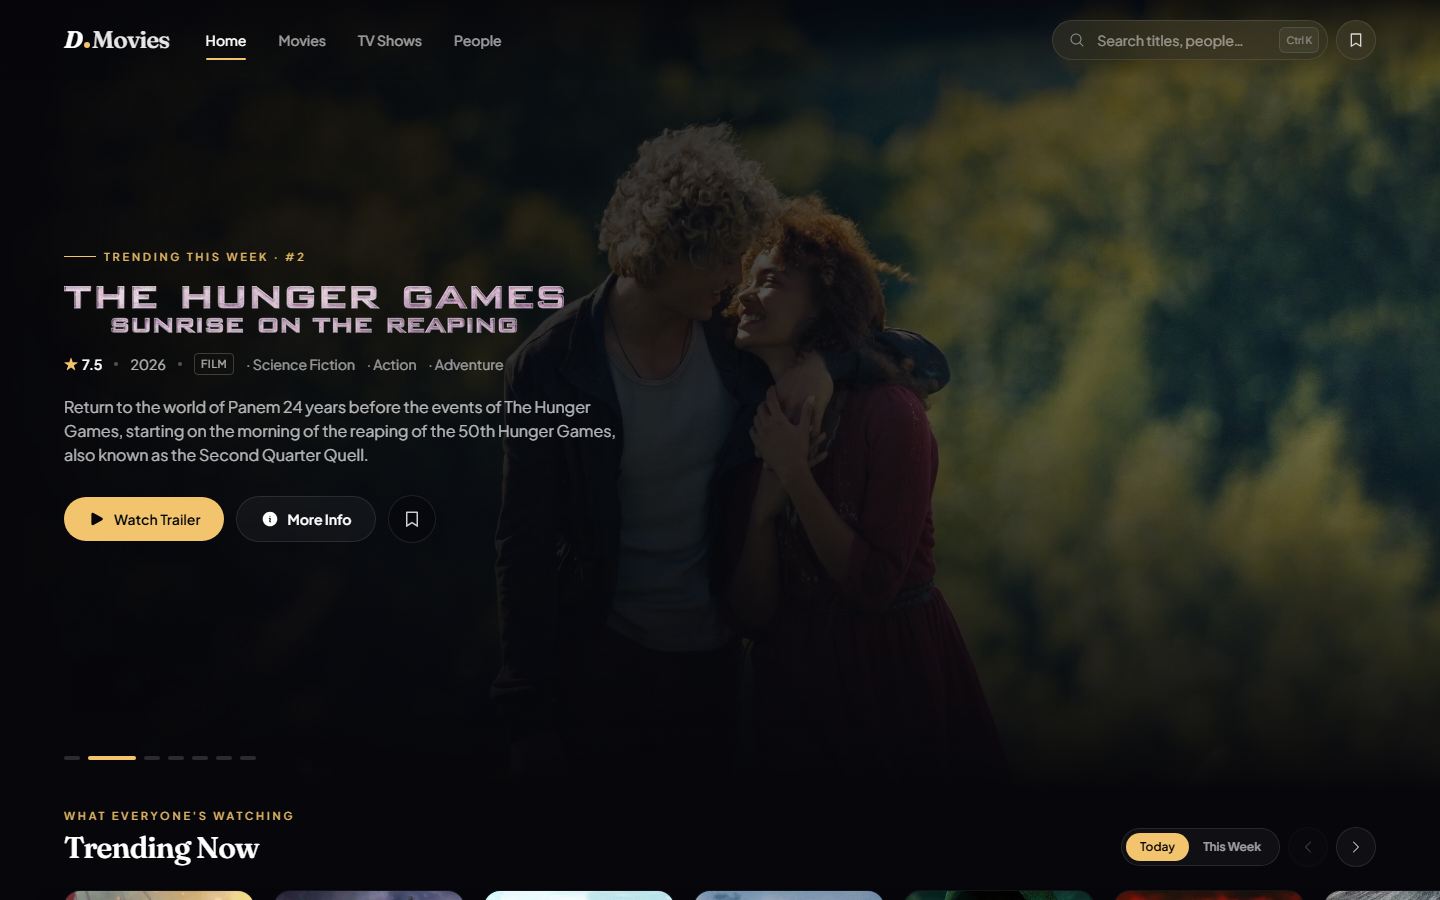 D.Movies
Home
Movies
TV Shows
People
Search titles, people...
Ctrl K
TRENDING THIS WEEK · #2
THE HUNGER GAMES
SUNRISE ON THE REAPING
★ 7.5 • 2026 • FILM · Science Fiction · Action · Adventure
Return to the world of Panem 24 years before the events of The Hunger
Games, starting on the morning of the reaping of the 50th Hunger Games,
also known as the Second Quarter Quell.
Watch Trailer
More Info
WHAT EVERYONE'S WATCHING
Trending Now
Today
This Week